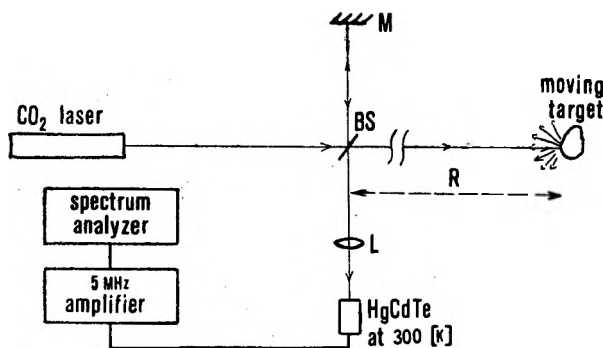 M
CO₂ laser
BS
moving
target
R
spectrum
analyzer
L
5 MHz
amplifier
HgCdTe
at 300 [K]